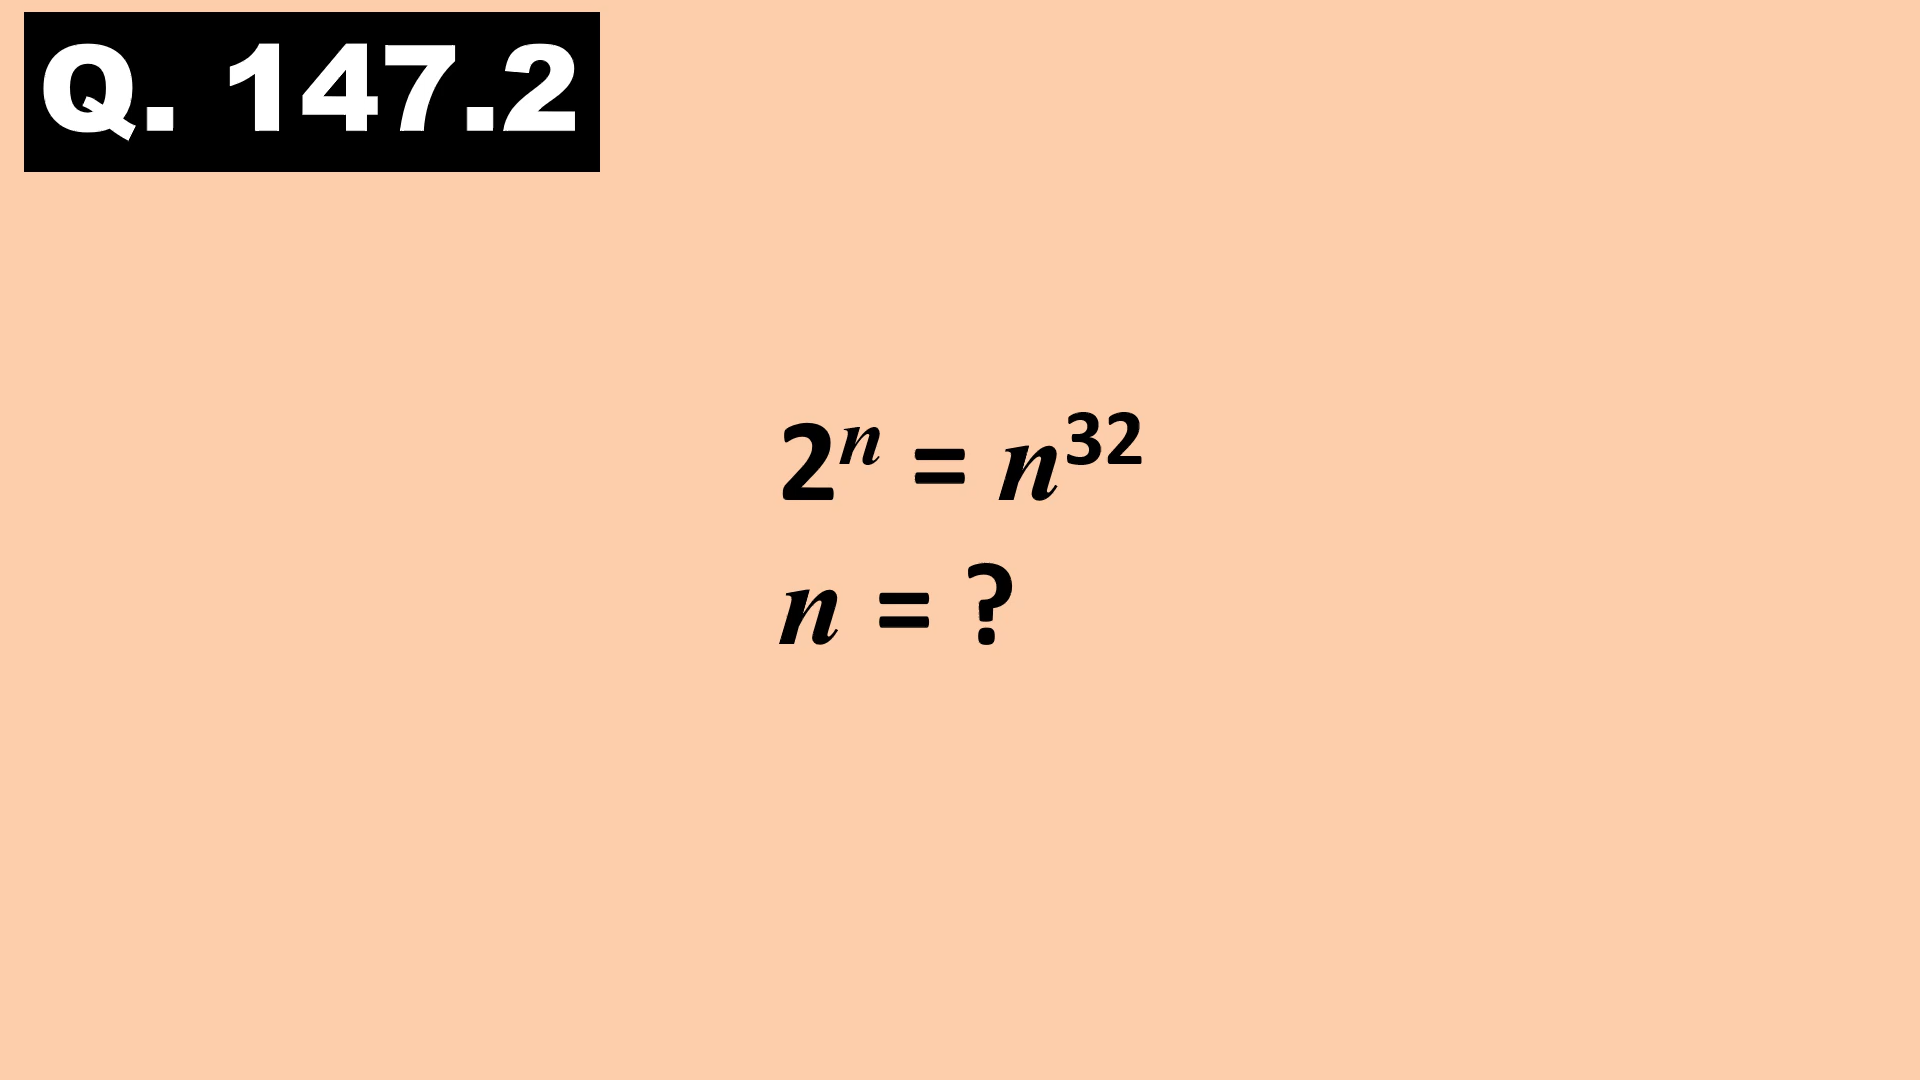 Q. 147.2
2ⁿ = n³²
n = ?